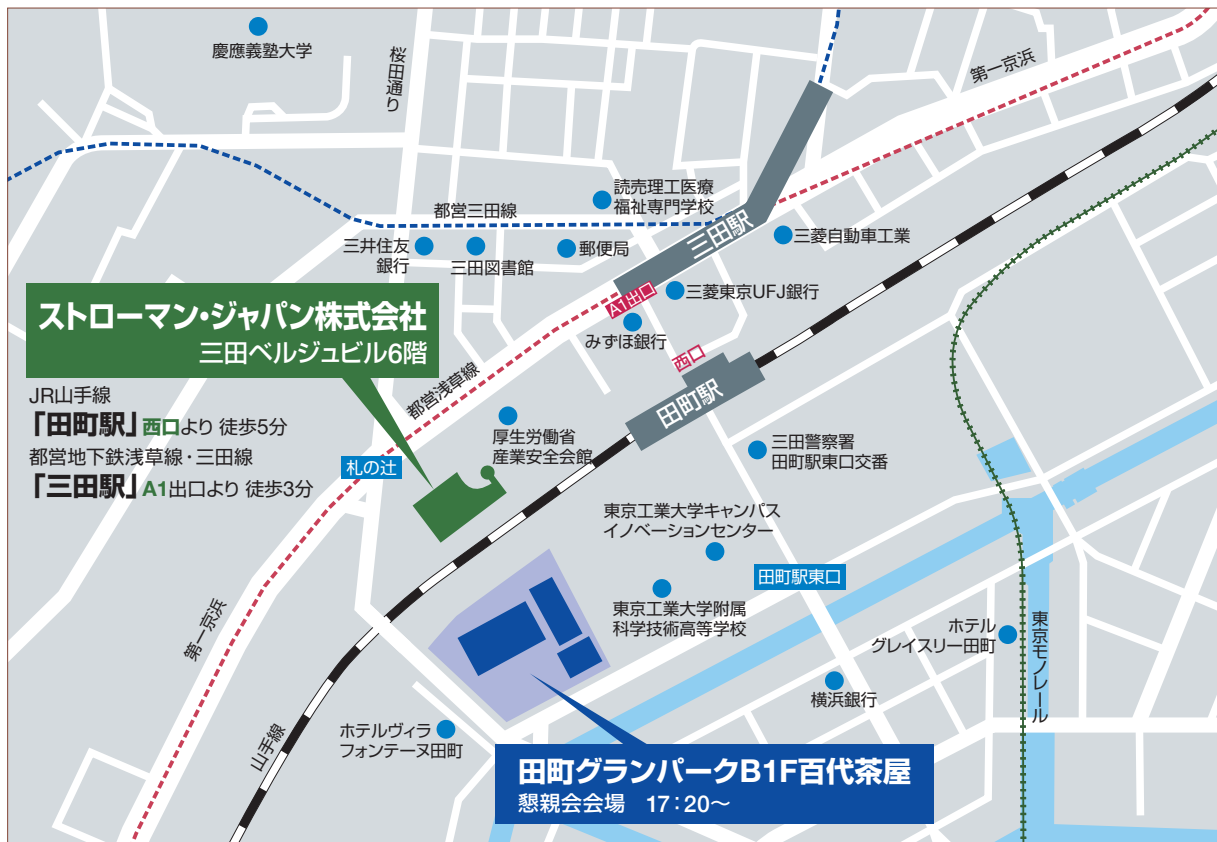 慶應義塾大学
桜田通り
第一京浜
読売理工医療
福祉専門学校
都営三田線
三田駅
三井住友
銀行
三田図書館
郵便局
三菱自動車工業
A1出口
三菱東京UFJ銀行
みずほ銀行
ストローマン・ジャパン株式会社
三田ベルジュビル6階
西口
田町駅
JR山手線
「田町駅」西口より 徒歩5分
都営地下鉄浅草線・三田線
「三田駅」A1出口より 徒歩3分
都営浅草線
札の辻
厚生労働省
産業安全会館
三田警察署
田町駅東口交番
東京工業大学キャンパス
イノベーションセンター
田町駅東口
東京工業大学附属
科学技術高等学校
第一京浜
ホテル
グレイスリー田町
東京モノレール
横浜銀行
山手線
ホテルヴィラ
フォンテーヌ田町
田町グランパークB1F百代茶屋
懇親会会場 17:20〜